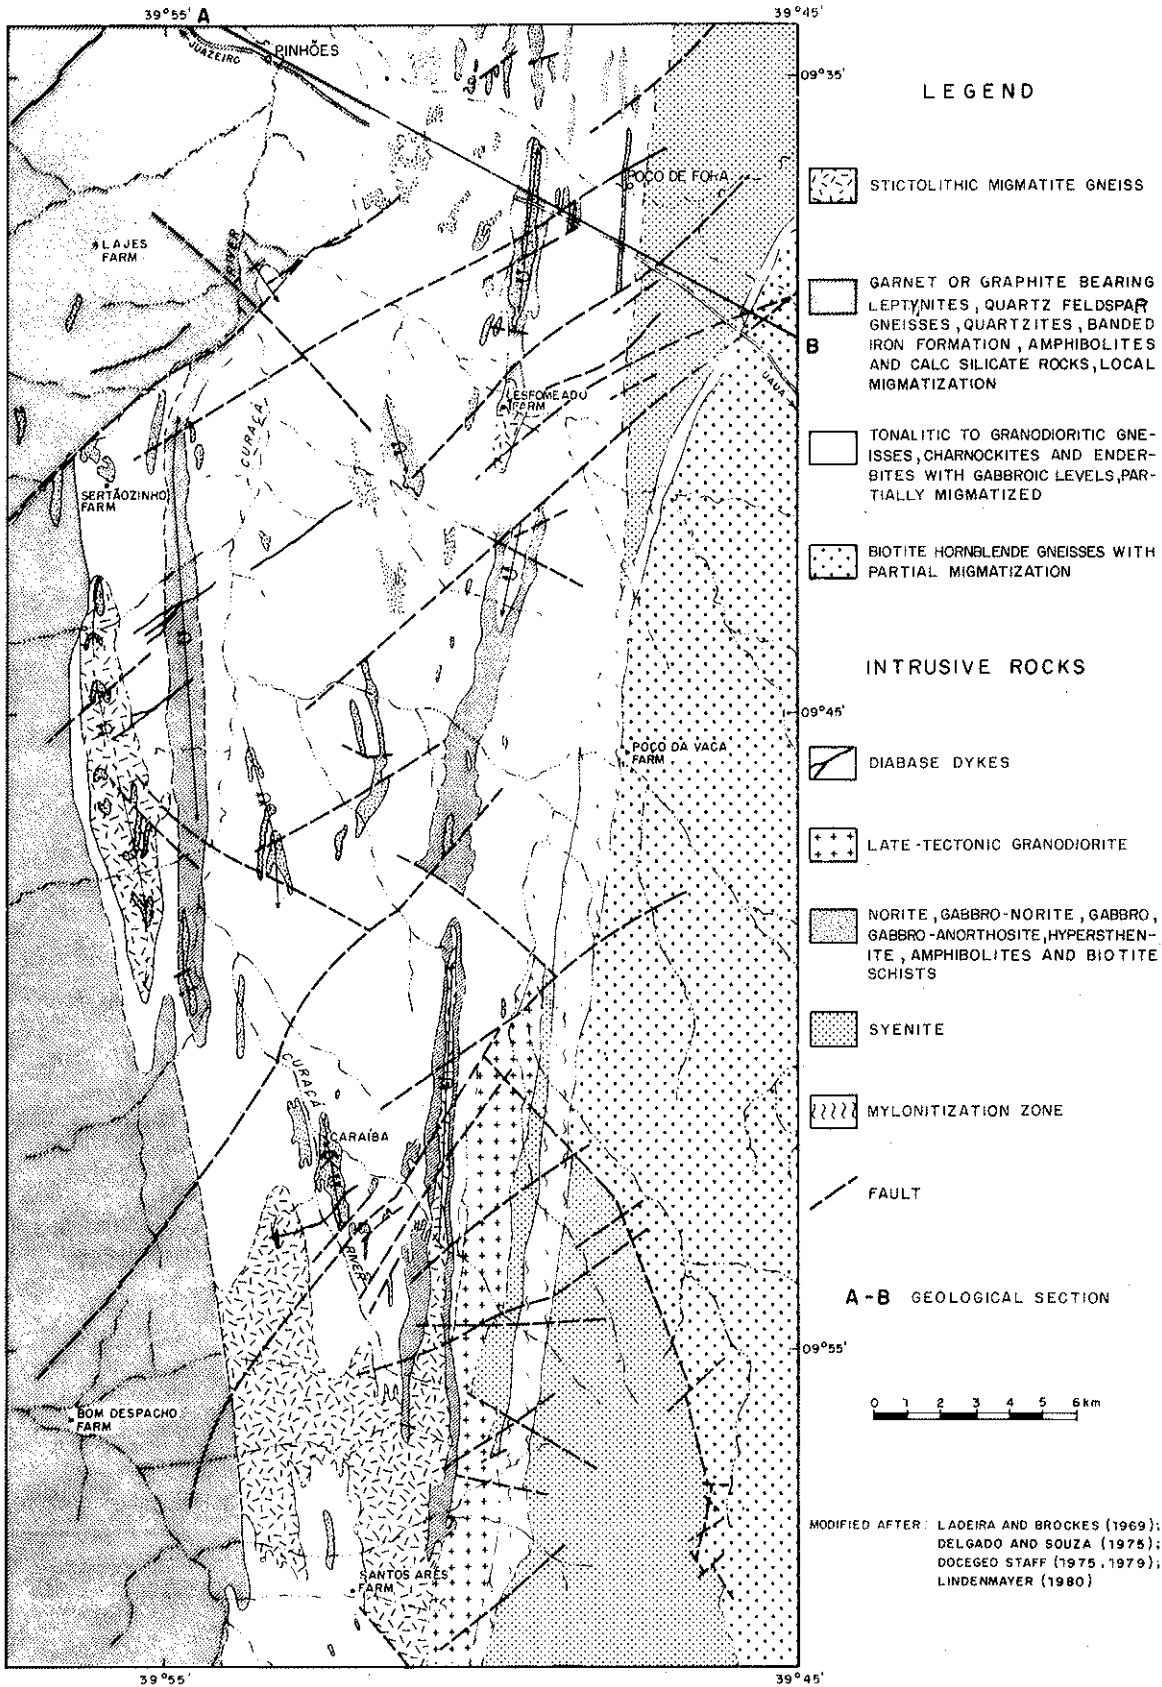 39°55'
A
39°45'
JUAZEIRO
PINHÕES
09°35'
POÇO DE FORA
LAJES
FARM
RIVER
B
UAUÁ
ESFOMEADO
FARM
CURAÇÁ
SERTÃOZINHO
FARM
09°45'
POÇO DA VACA
FARM
CURAÇÁ
CARAÍBA
RIVER
09°55'
BOM DESPACHO
FARM
SANTOS ARES
FARM
39°55'
39°45'
LEGEND
STICTOLITHIC MIGMATITE GNEISS
GARNET OR GRAPHITE BEARING
LEPTYNITES, QUARTZ FELDSPAR
GNEISSES, QUARTZITES, BANDED
IRON FORMATION, AMPHIBOLITES
AND CALC SILICATE ROCKS, LOCAL
MIGMATIZATION
TONALITIC TO GRANODIORITIC GNE-
ISSES, CHARNOCKITES AND ENDER-
BITES WITH GABBROIC LEVELS, PAR-
TIALLY MIGMATIZED
BIOTITE HORNBLENDE GNEISSES WITH
PARTIAL MIGMATIZATION
INTRUSIVE ROCKS
DIABASE DYKES
LATE-TECTONIC GRANODIORITE
NORITE, GABBRO-NORITE, GABBRO,
GABBRO-ANORTHOSITE, HYPERSTHEN-
ITE, AMPHIBOLITES AND BIOTITE
SCHISTS
SYENITE
MYLONITIZATION ZONE
FAULT
A-B GEOLOGICAL SECTION
0 1 2 3 4 5 6 km
MODIFIED AFTER: LADEIRA AND BROCKES (1969);
DELGADO AND SOUZA (1975);
DOCEGEO STAFF (1975, 1979);
LINDENMAYER (1980)